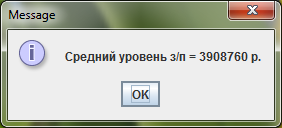 Message
Средний уровень з/п = 3908760 р.
OK